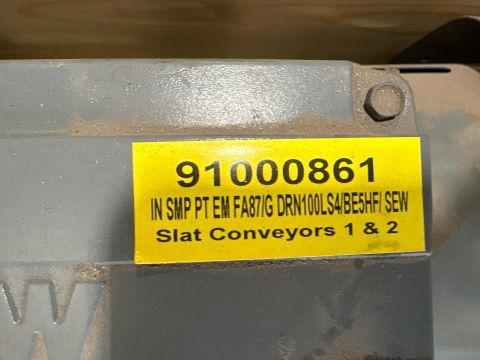 91000861
IN SMP PT EM FA87/G DRN100LS4/BE5HF/ SEW
Slat Conveyors 1 & 2
W